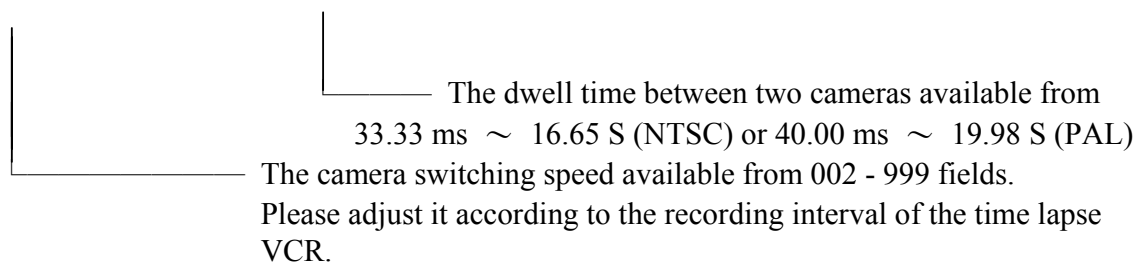 The dwell time between two cameras available from
33.33 ms ～ 16.65 S (NTSC) or 40.00 ms ～ 19.98 S (PAL)
The camera switching speed available from 002 - 999 fields.
Please adjust it according to the recording interval of the time lapse
VCR.